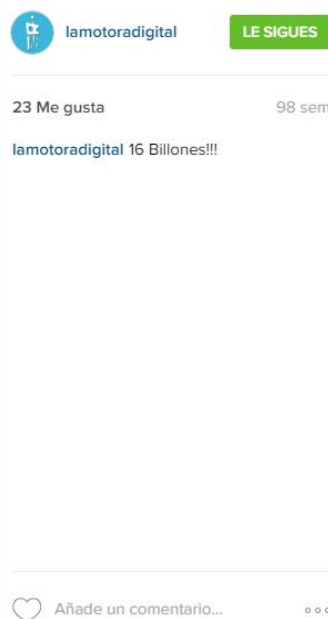 lamotoradigital
LE SIGUES
23 Me gusta
98 sem
lamotoradigital 16 Billones!!!
Añade un comentario...